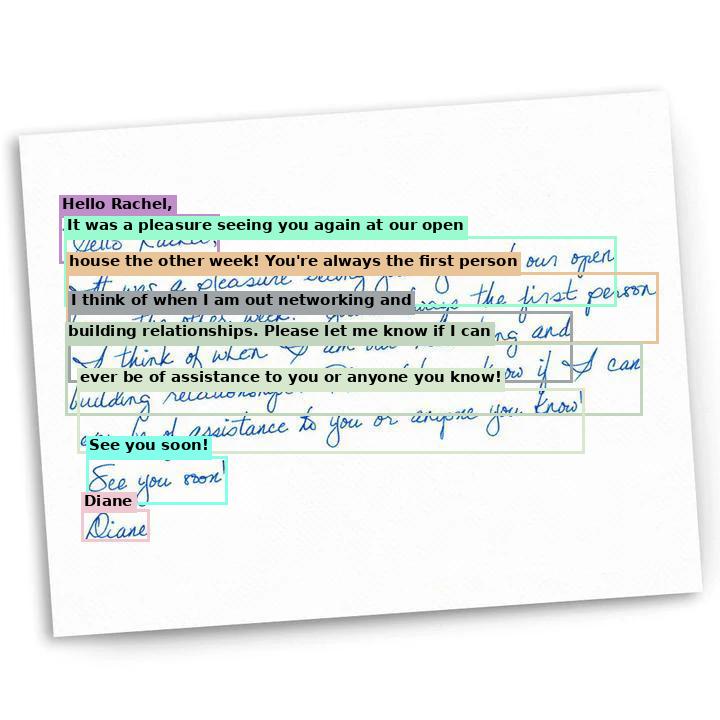 Hello Rachel,
It was a pleasure seeing you again at our open
house the other week! You're always the first person
I think of when I am out networking and
building relationships. Please let me know if I can
ever be of assistance to you or anyone you know!
See you soon!
Diane